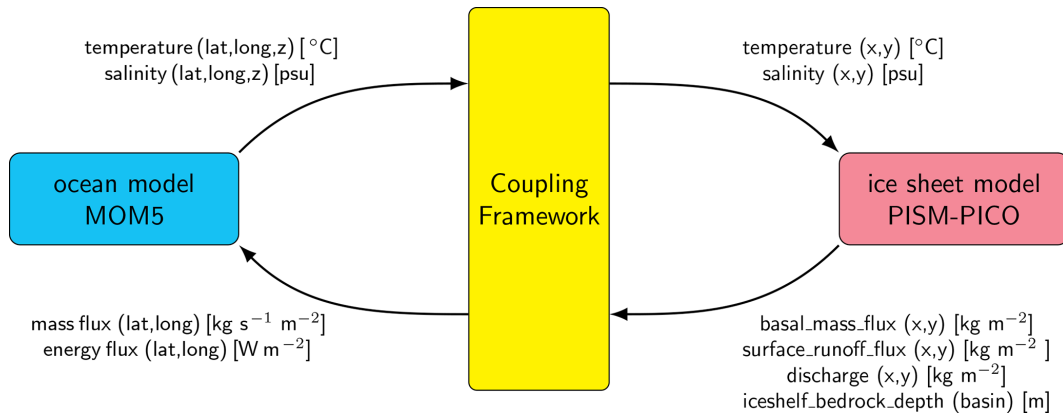 temperature (lat,long,z) [°C]
salinity (lat,long,z) [psu]
temperature (x,y) [°C]
salinity (x,y) [psu]
ocean model
MOM5
Coupling
Framework
ice sheet model
PISM-PICO
mass flux (lat,long) [kg s⁻¹ m⁻²]
energy flux (lat,long) [W m⁻²]
basal_mass_flux (x,y) [kg m⁻²]
surface_runoff_flux (x,y) [kg m⁻² ]
discharge (x,y) [kg m⁻²]
iceshelf_bedrock_depth (basin) [m]